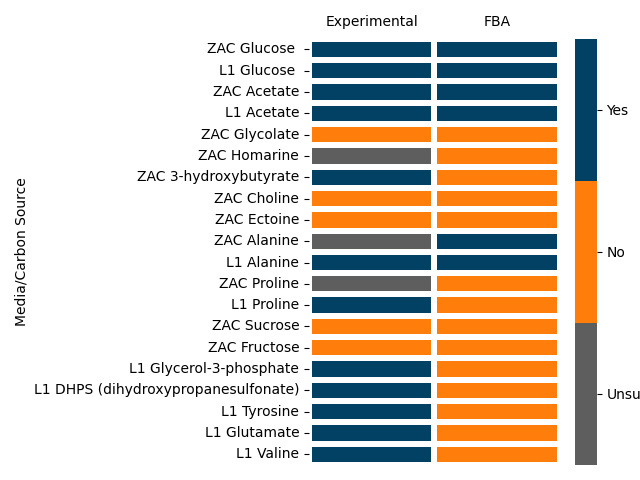 Experimental FBA
ZAC Glucose
L1 Glucose
ZAC Acetate
L1 Acetate
ZAC Glycolate
ZAC Homarine
ZAC 3-hydroxybutyrate
ZAC Choline
ZAC Ectoine
ZAC Alanine
L1 Alanine
ZAC Proline
L1 Proline
ZAC Sucrose
ZAC Fructose
L1 Glycerol-3-phosphate
L1 DHPS (dihydroxypropanesulfonate)
L1 Tyrosine
L1 Glutamate
L1 Valine
Media/Carbon Source
Yes
No
Unsu